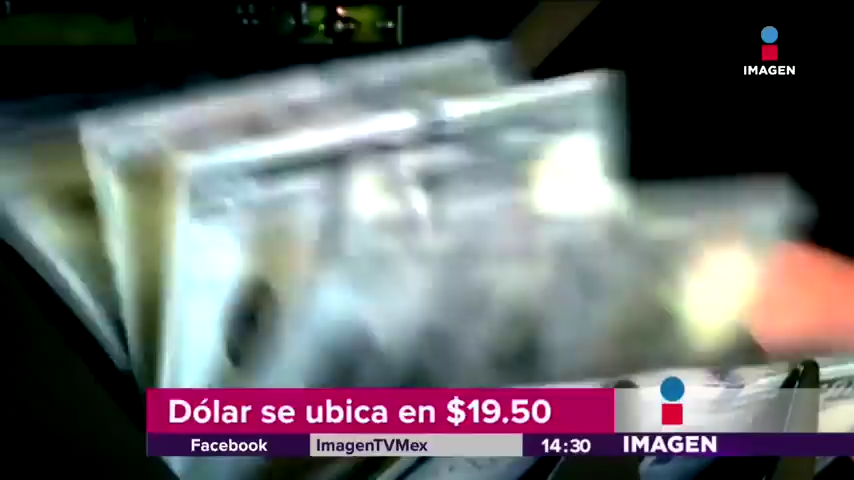 IMAGEN
Dólar se ubica en $19.50
Facebook ImagenTVMex 14:30 IMAGEN